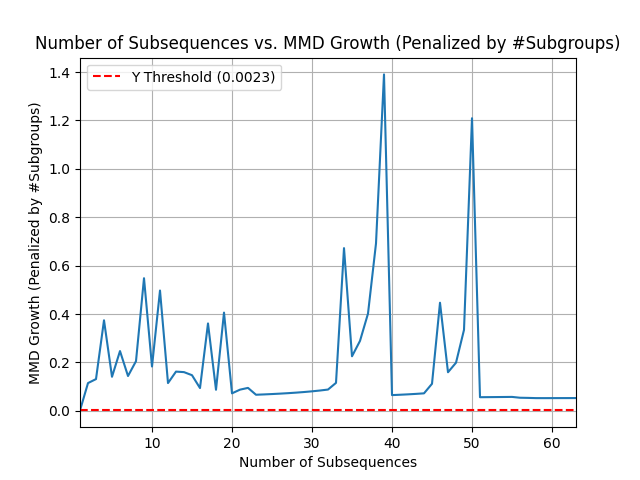 Number of Subsequences vs. MMD Growth (Penalized by #Subgroups)
Y Threshold (0.0023)
MMD Growth (Penalized by #Subgroups)
1.4
1.2
1.0
0.8
0.6
0.4
0.2
0.0
10 20 30 40 50 60
Number of Subsequences